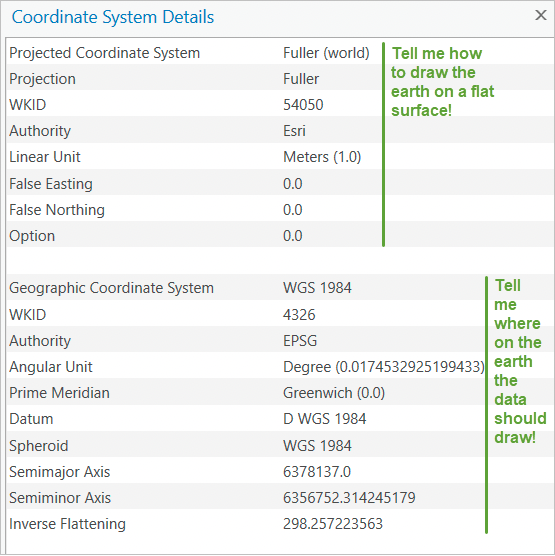 Coordinate System Details
Projected Coordinate System Fuller (world)
Projection Fuller
WKID 54050
Authority Esri
Linear Unit Meters (1.0)
False Easting 0.0
False Northing 0.0
Option 0.0
Tell me how
to draw the
earth on a flat
surface!
Geographic Coordinate System WGS 1984
WKID 4326
Authority EPSG
Angular Unit Degree (0.0174532925199433)
Prime Meridian Greenwich (0.0)
Datum D WGS 1984
Spheroid WGS 1984
Semimajor Axis 6378137.0
Semiminor Axis 6356752.314245179
Inverse Flattening 298.257223563
Tell
me
where
on the
earth
the
data
should
draw!